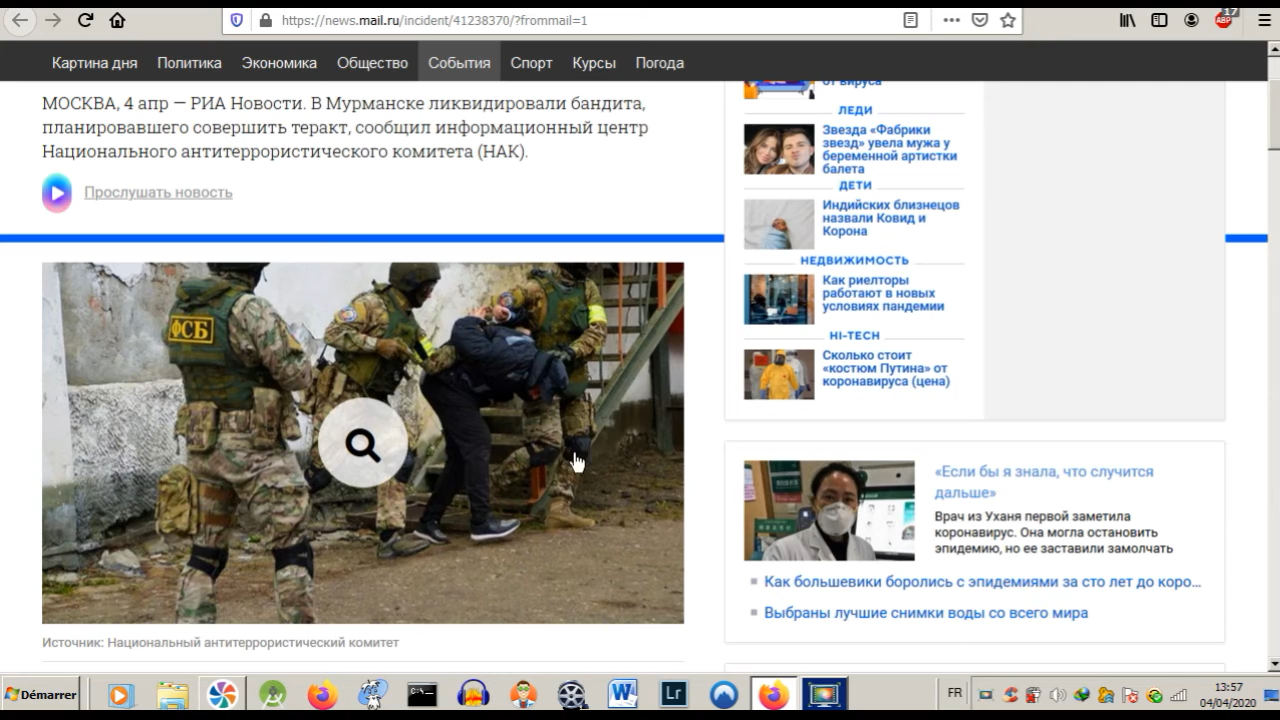 https://news.mail.ru/incident/41238370/?frommail=1
17
ABP
Картина дня Политика Экономика Общество События Спорт Курсы Погода
МОСКВА, 4 апр — РИА Новости. В Мурманске ликвидировали бандита,
планировавшего совершить теракт, сообщил информационный центр
Национального антитеррористического комитета (НАК).
Прослушать новость
ФСБ
Источник: Национальный антитеррористический комитет
от вируса
ЛЕДИ
Звезда «Фабрики
звезд» увела мужа у
беременной артистки
балета
ДЕТИ
Индийских близнецов
назвали Ковид и
Корона
НЕДВИЖИМОСТЬ
Как риелторы
работают в новых
условиях пандемии
HI-TECH
Сколько стоит
«костюм Путина» от
коронавируса (цена)
«Если бы я знала, что случится
дальше»
Врач из Уханя первой заметила
коронавирус. Она могла остановить
эпидемию, но ее заставили замолчать
Как большевики боролись с эпидемиями за сто лет до коро...
Выбраны лучшие снимки воды со всего мира
Démarrer
C:\
W
Lr
FR
13:57
04/04/2020